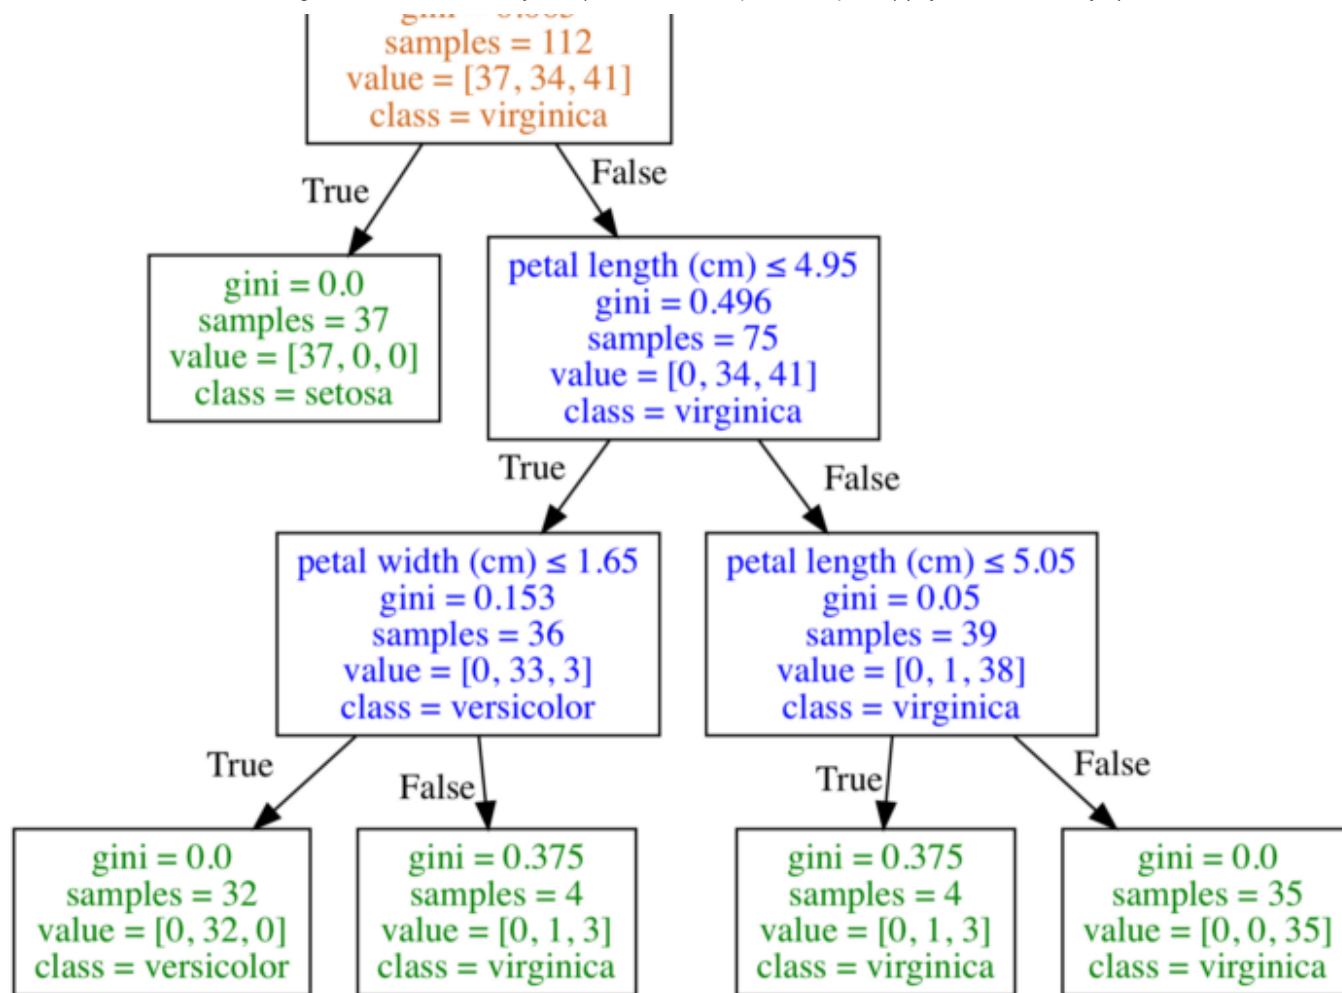 samples = 112
value = [37, 34, 41]
class = virginica
True
False
gini = 0.0
samples = 37
value = [37, 0, 0]
class = setosa
petal length (cm) ≤ 4.95
gini = 0.496
samples = 75
value = [0, 34, 41]
class = virginica
True
False
petal width (cm) ≤ 1.65
gini = 0.153
samples = 36
value = [0, 33, 3]
class = versicolor
petal length (cm) ≤ 5.05
gini = 0.05
samples = 39
value = [0, 1, 38]
class = virginica
True
False
True
False
gini = 0.0
samples = 32
value = [0, 32, 0]
class = versicolor
gini = 0.375
samples = 4
value = [0, 1, 3]
class = virginica
gini = 0.375
samples = 4
value = [0, 1, 3]
class = virginica
gini = 0.0
samples = 35
value = [0, 0, 35]
class = virginica